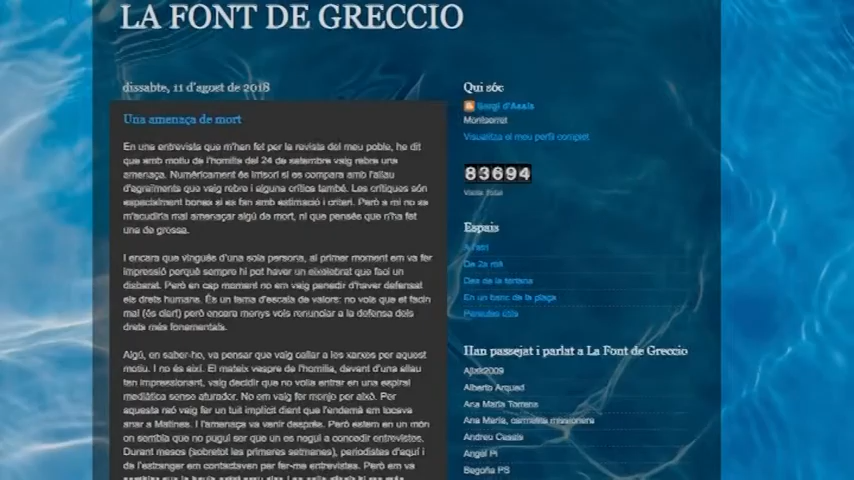 LA FONT DE GRECCIO
dissabte, 11 d'agost de 2018
Una amenaça de mort
En una entrevista que m'han fet per la revista del meu poble, he dit
que amb motiu de l'homilia del 24 de setembre vaig rebre una
amenaça. Numèricament és irrisori si es compara amb l'allau
d'agraïments que vaig rebre i alguna crítica també. Les crítiques són
especialment bones si es fan amb estimació i criteri. Però a mi no se
m'acudiria mai amenaçar algú de mort, ni que pensés que n'ha fet
una de grossa.
I encara que vingués d'una sola persona, al primer moment em va fer
impressió perquè sempre hi pot haver un eixelebrat que faci un
disbarat. Però en cap moment no em vaig penedir d'haver defensat
els drets humans. És un tema d'escala de valors: no vols que et facin
mal (és clar!) però encara menys vols renunciar a la defensa dels
drets més fonamentals.
Algú, en saber-ho, va pensar que vaig callar a les xarxes per aquest
motiu. I no és així. El mateix vespre de l'homilia, davant d'una allau
tan impressionant, vaig decidir que no volia entrar en una espiral
mediàtica sense aturador. No em vaig fer monjo per això. Per
aquesta raó vaig fer un tuit implícit dient que l'endemà em tocava
anar a Matines. I l'amenaça va venir després. Però estem en un món
on sembla que no pugui ser que un es negui a concedir entrevistes.
Durant mesos (sobretot les primeres setmanes), periodistes d'aquí i
de l'estranger em contactaven per fer-me entrevistes. Però em va
Qui sóc
Sergi d'Assís
Montserrat
Visualitza el meu perfil complet
83694
Espais
De 2a mà
Des de la tartana
En un banc de la plaça
Paraules útils
Han passejat i parlat a La Font de Greccio
Ajbk2009
Alberto Arqued
Ana Maria Torrens
Ana María, carmelita missionera
Andreu Casals
Angel Pi
Begoña PS